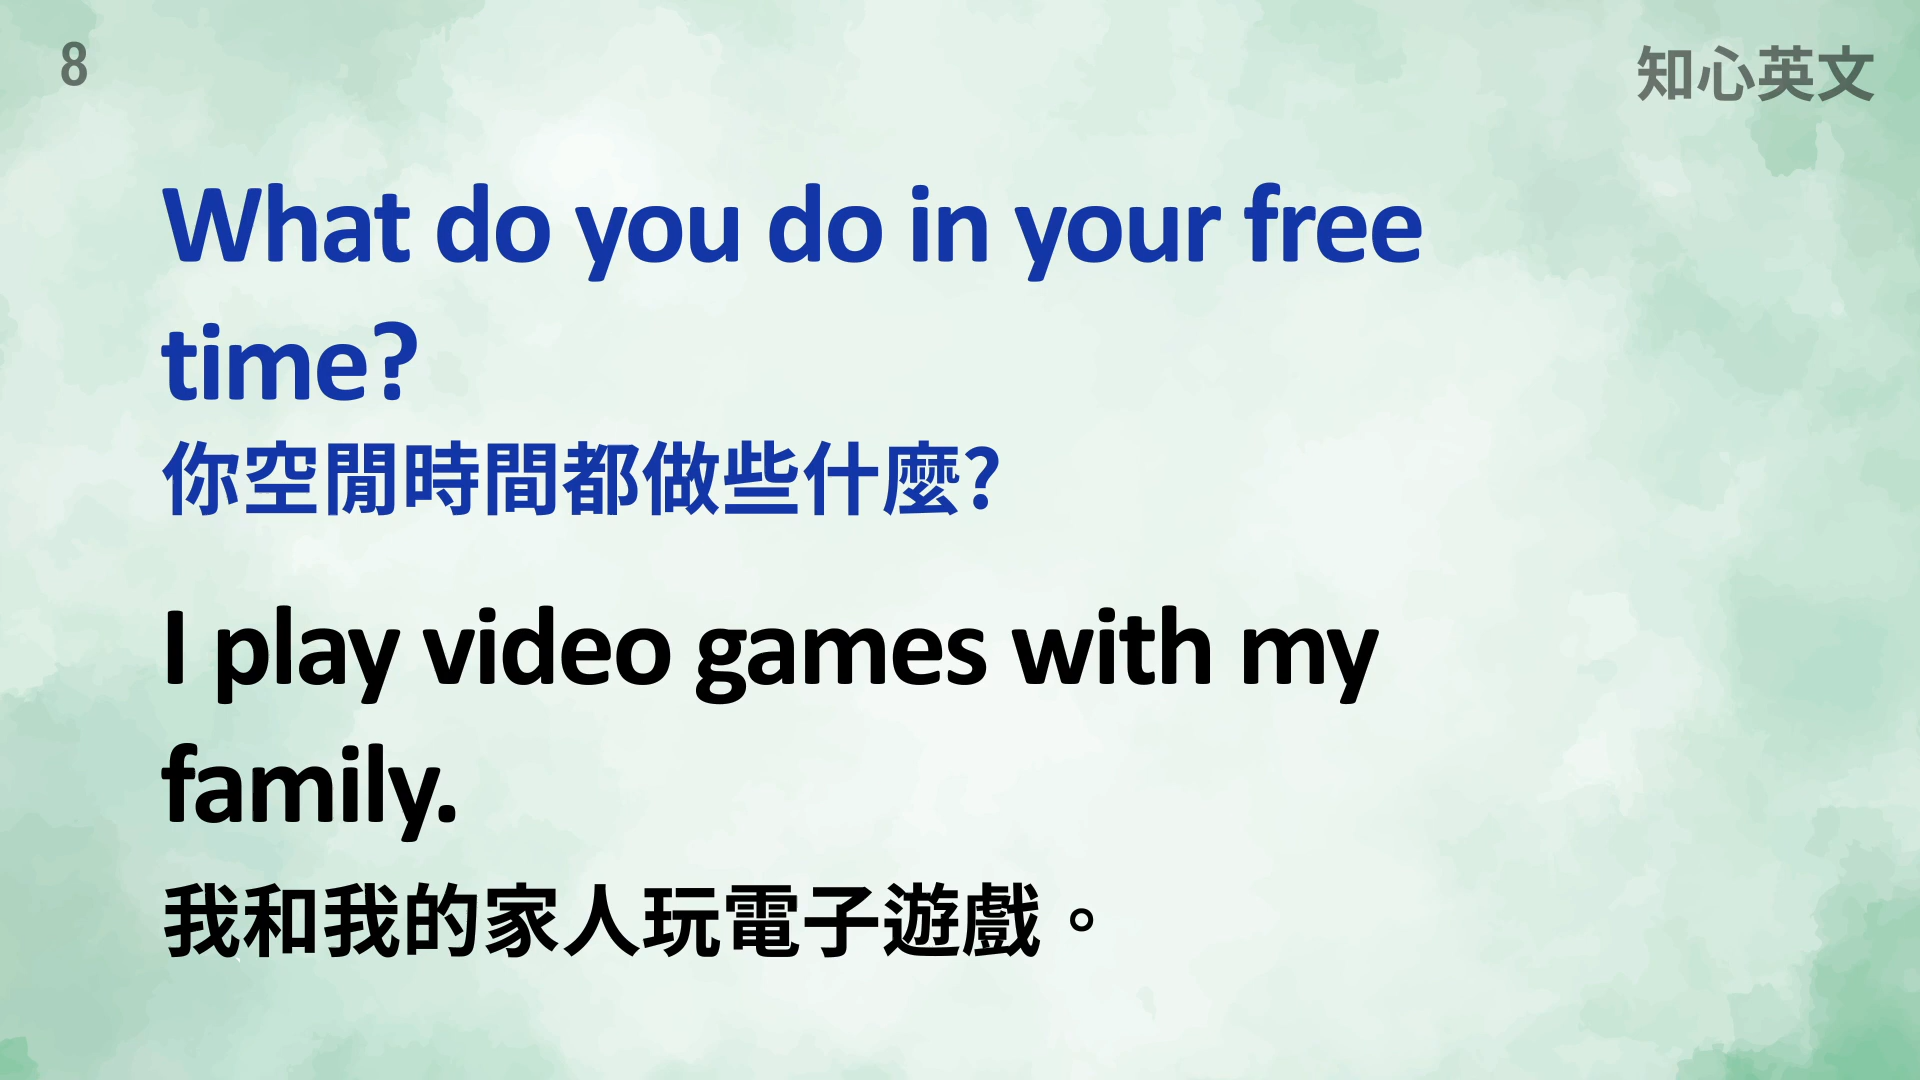 8
知心英文
What do you do in your free
time?
你空閒時間都做些什麼?
I play video games with my
family.
我和我的家人玩電子遊戲。